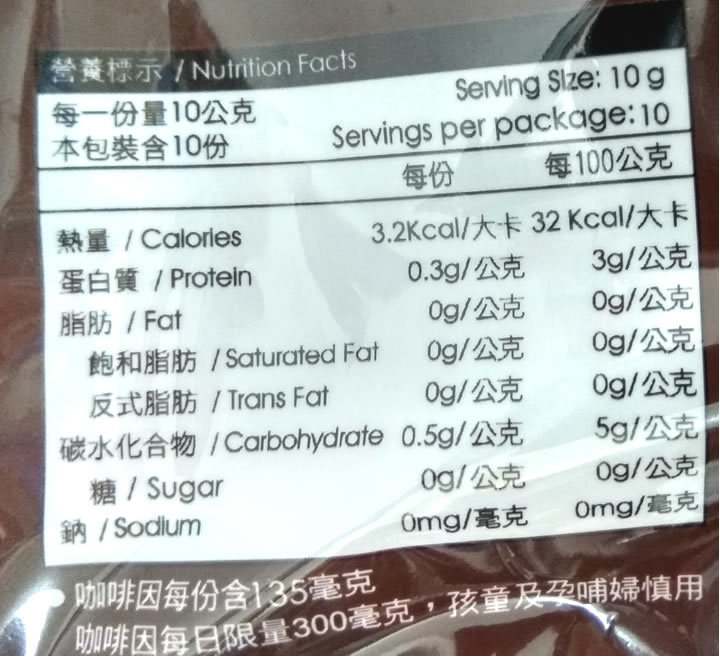 營養標示 / Nutrition Facts
每一份量10公克 Serving Size: 10 g
本包裝含10份 Servings per package:10
每份 每100公克
熱量 / Calories 3.2Kcal/大卡 32 Kcal/大卡
蛋白質 / Protein 0.3g/公克 3g/公克
脂肪 / Fat 0g/公克 0g/公克
飽和脂肪 / Saturated Fat 0g/公克 0g/公克
反式脂肪 / Trans Fat 0g/公克 0g/公克
碳水化合物 / Carbohydrate 0.5g/公克 5g/公克
糖 / Sugar 0g/公克 0g/公克
鈉 / Sodium 0mg/毫克 0mg/毫克
咖啡因每份含135毫克
咖啡因每日限量300毫克，孩童及孕哺婦慎用